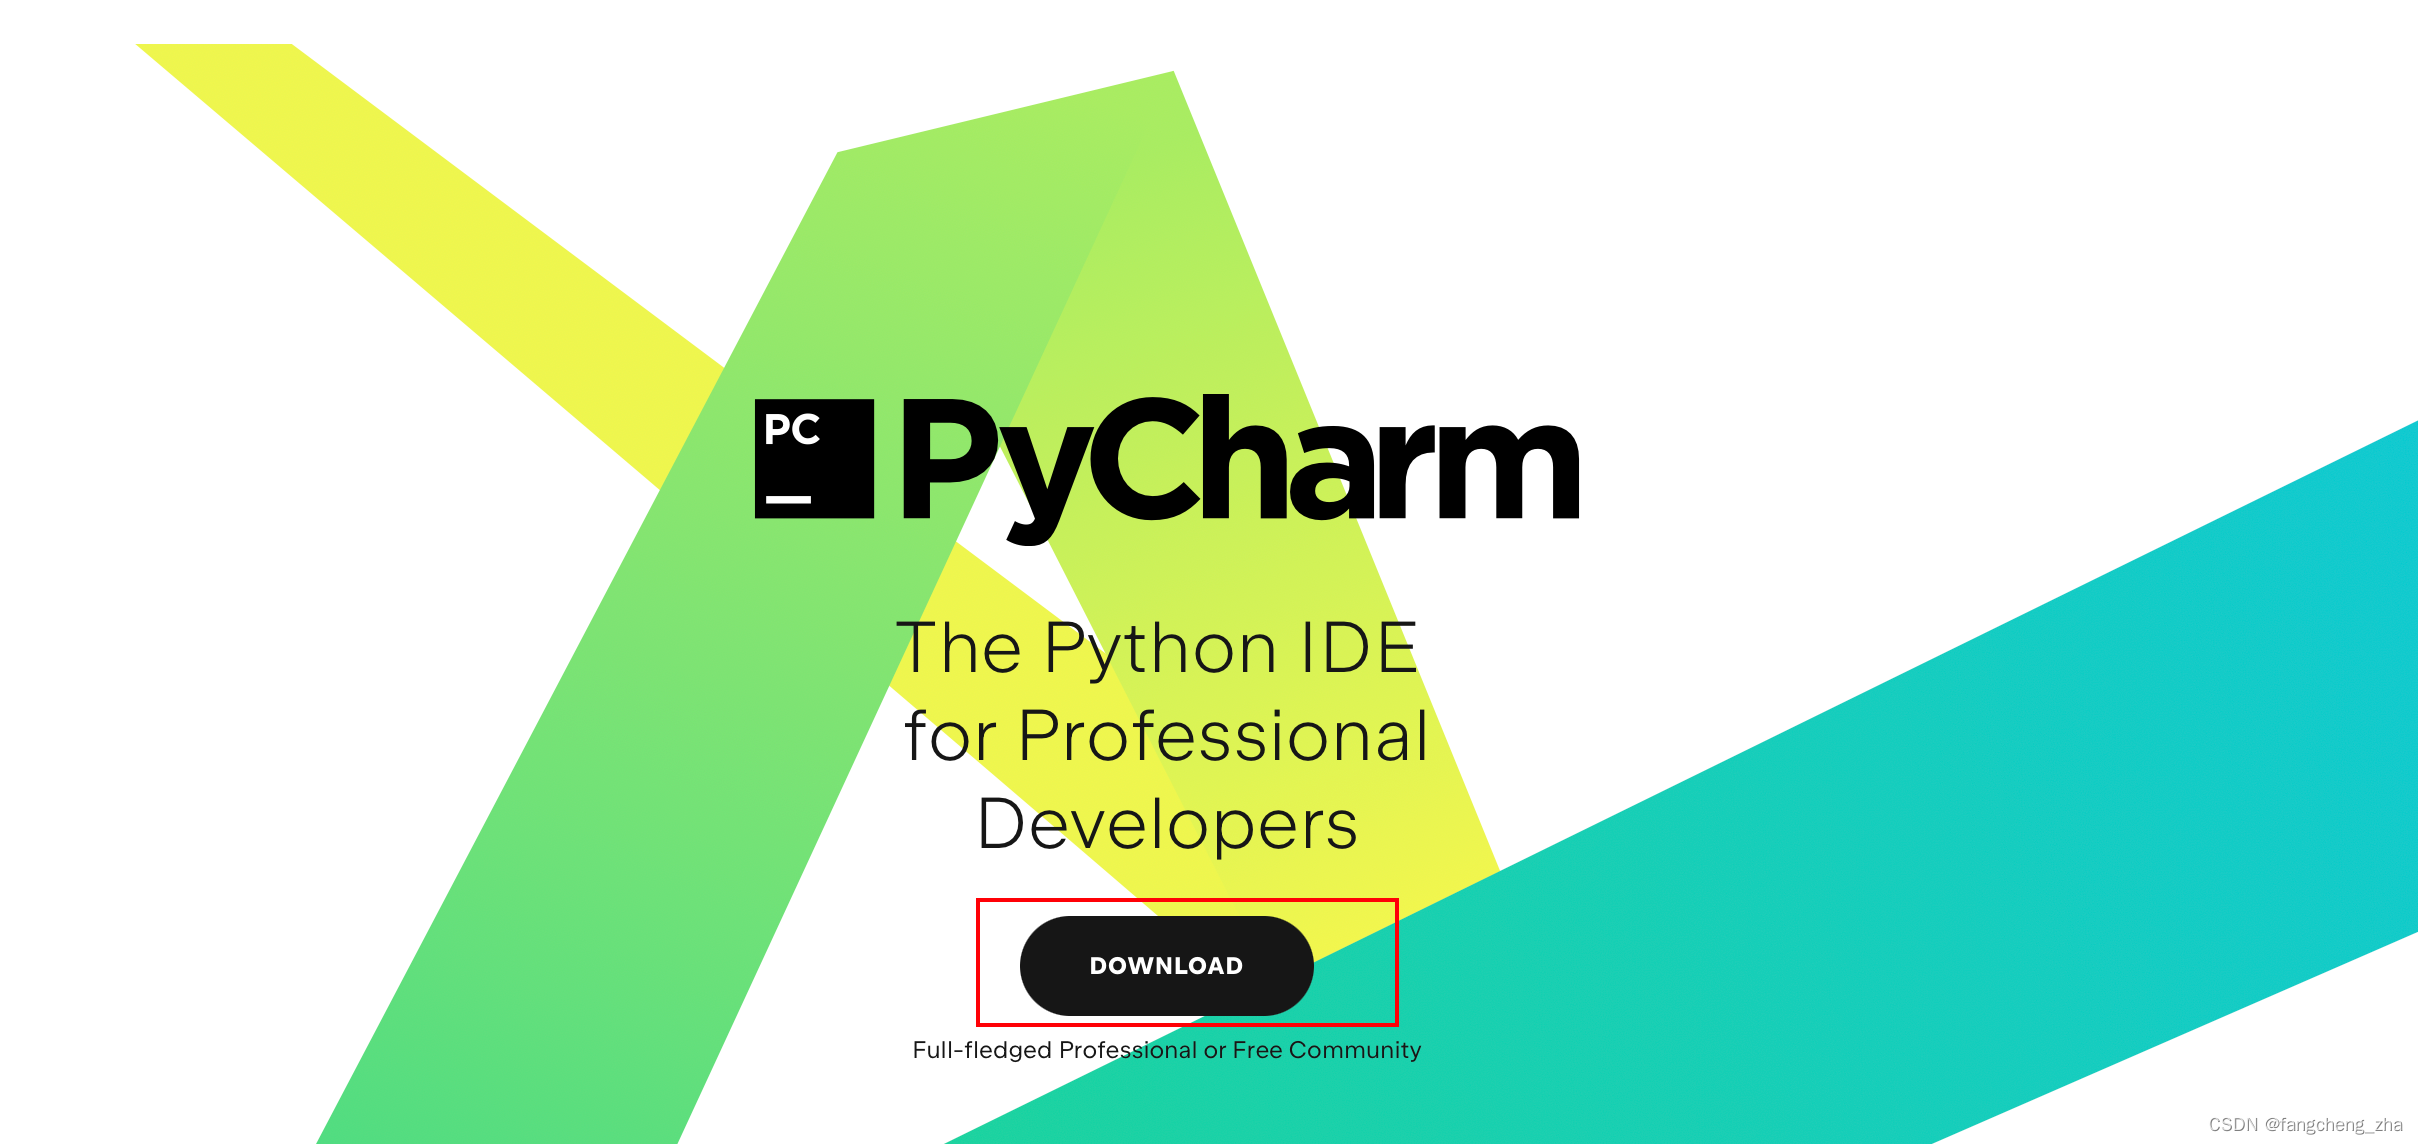 PC
PyCharm
The Python IDE
for Professional
Developers
DOWNLOAD
Full-fledged Professional or Free Community
CSDN @fangcheng_zha